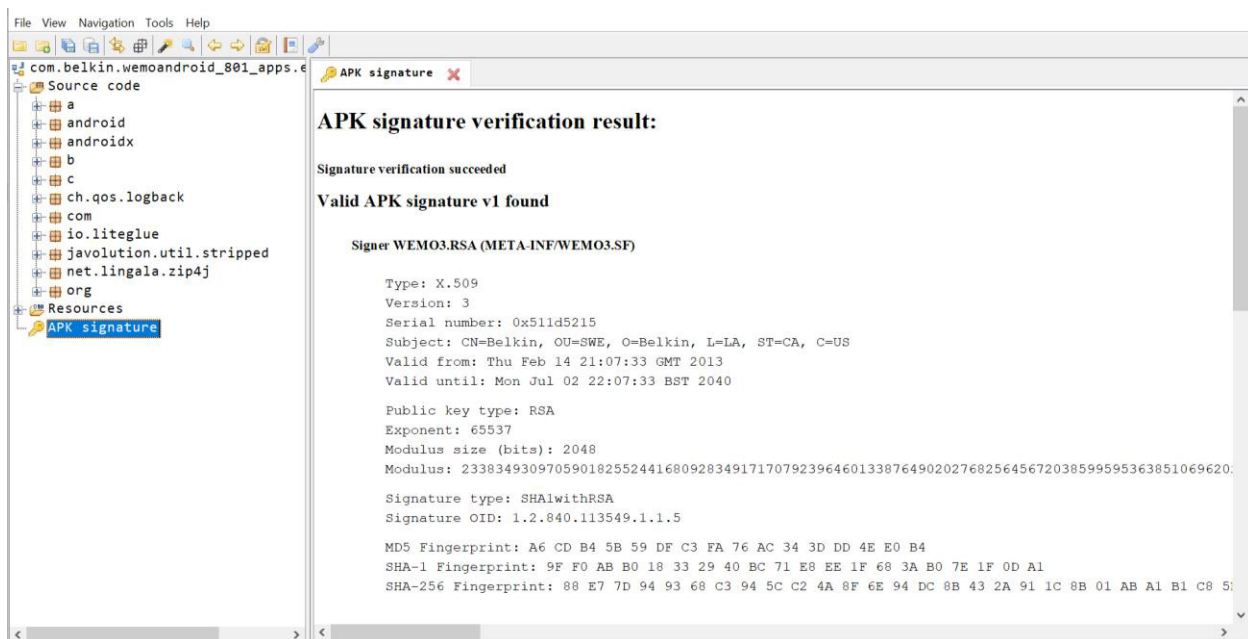 File View Navigation Tools Help
com.belkin.wemoandroid_801_apps.e
Source code
a
android
androidx
b
c
ch.qos.logback
com
io.liteglue
javolution.util.stripped
net.lingala.zip4j
org
Resources
APK signature
APK signature
APK signature verification result:
Signature verification succeeded
Valid APK signature v1 found
Signer WEMO3.RSA (META-INF/WEMO3.SF)
Type: X.509
Version: 3
Serial number: 0x511d5215
Subject: CN=Belkin, OU=SWE, O=Belkin, L=LA, ST=CA, C=US
Valid from: Thu Feb 14 21:07:33 GMT 2013
Valid until: Mon Jul 02 22:07:33 BST 2040
Public key type: RSA
Exponent: 65537
Modulus size (bits): 2048
Modulus: 
Signature type: SHA1withRSA
Signature OID: 1.2.840.113549.1.1.5
MD5 Fingerprint: A6 CD B4 5B 59 DF C3 FA 76 AC 34 3D DD 4E E0 B4
SHA-1 Fingerprint: 9F F0 AB B0 18 33 29 40 BC 71 E8 EE 1F 68 3A B0 7E 1F 0D A1
SHA-256 Fingerprint: 88 E7 7D 94 93 68 C3 94 5C C2 4A 8F 6E 94 DC 8B 43 2A 91 1C 8B 01 AB A1 B1 C8